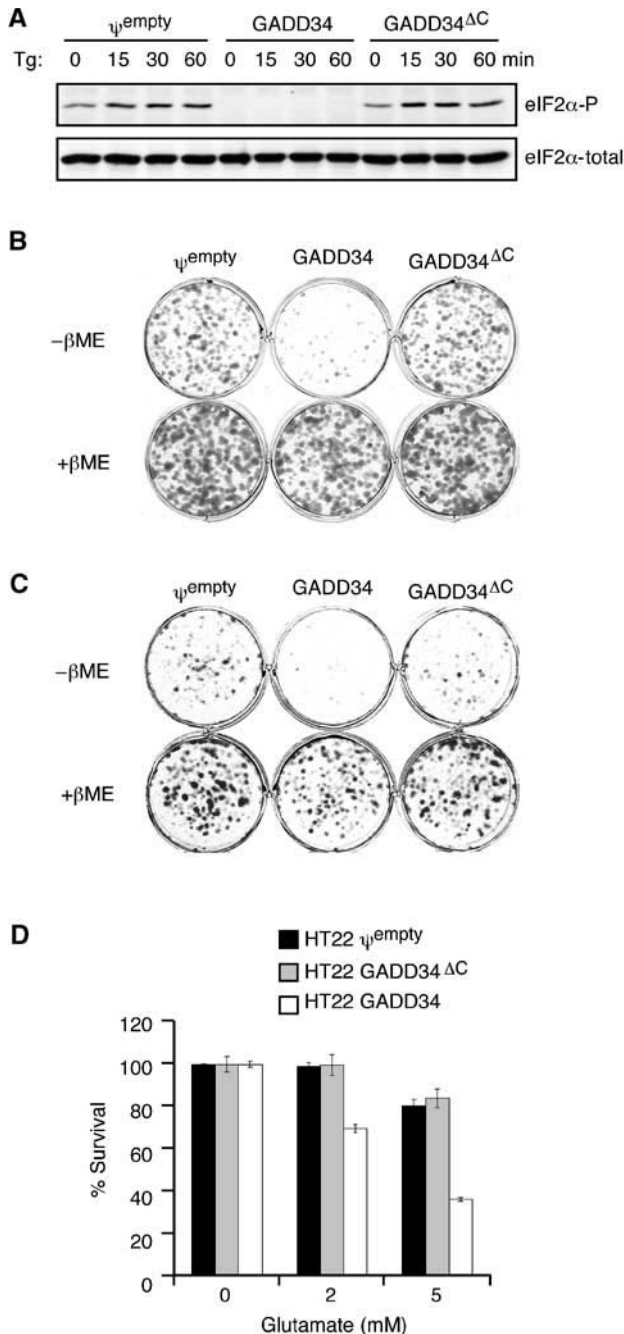 A
ψempty GADD34 GADD34ΔC
Tg: 0 15 30 60 0 15 30 60 0 15 30 60 min
eIF2α-P
eIF2α-total
B
ψempty GADD34 GADD34ΔC
−βME
+βME
C
ψempty GADD34 GADD34ΔC
−βME
+βME
D
HT22 ψempty
HT22 GADD34ΔC
HT22 GADD34
120
100
80
60
40
20
0
% Survival
0 2 5
Glutamate (mM)